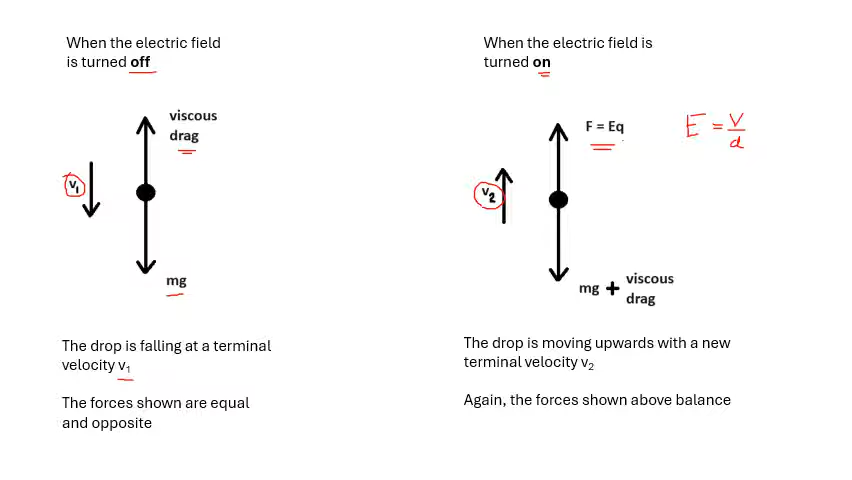 When the electric field
is turned off
viscous
drag
v₁
mg
The drop is falling at a terminal
velocity v₁
The forces shown are equal
and opposite
When the electric field is
turned on
F = Eq
E = V/d
v₂
mg + viscous
drag
The drop is moving upwards with a new
terminal velocity v₂
Again, the forces shown above balance